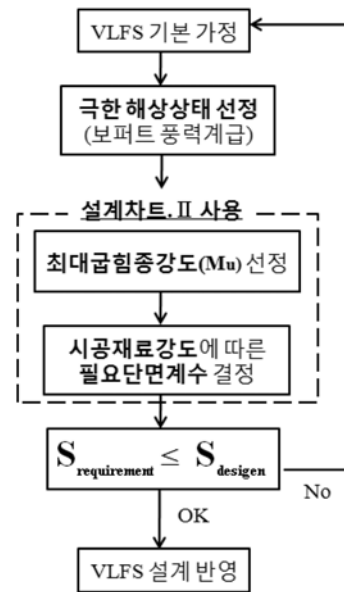 VLFS 기본 가정
극한 해상상태 선정
(보퍼트 풍력계급)
설계차트.Ⅱ 사용
최대굽힘종강도(Mu) 선정
시공재료강도에 따른
필요단면계수 결정
S requirement ≤ S desigen
No
OK
VLFS 설계 반영